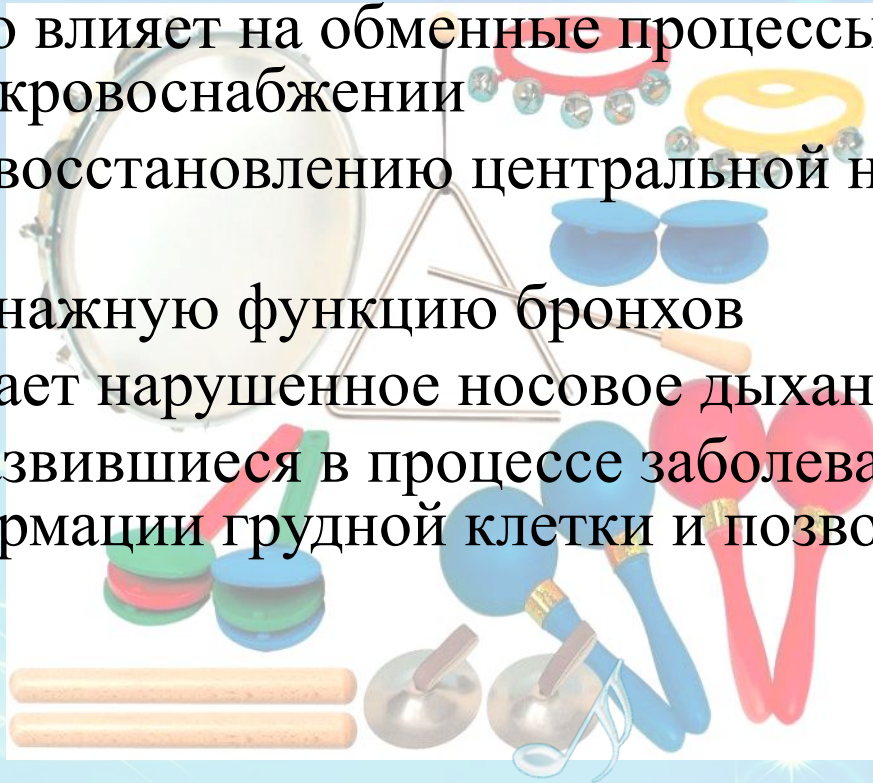 о влияет на обменные процессы
кровоснабжении
восстановлению центральной н
нажную функцию бронхов
ает нарушенное носовое дыхан
звившиеся в процессе заболева
рмации грудной клетки и позво